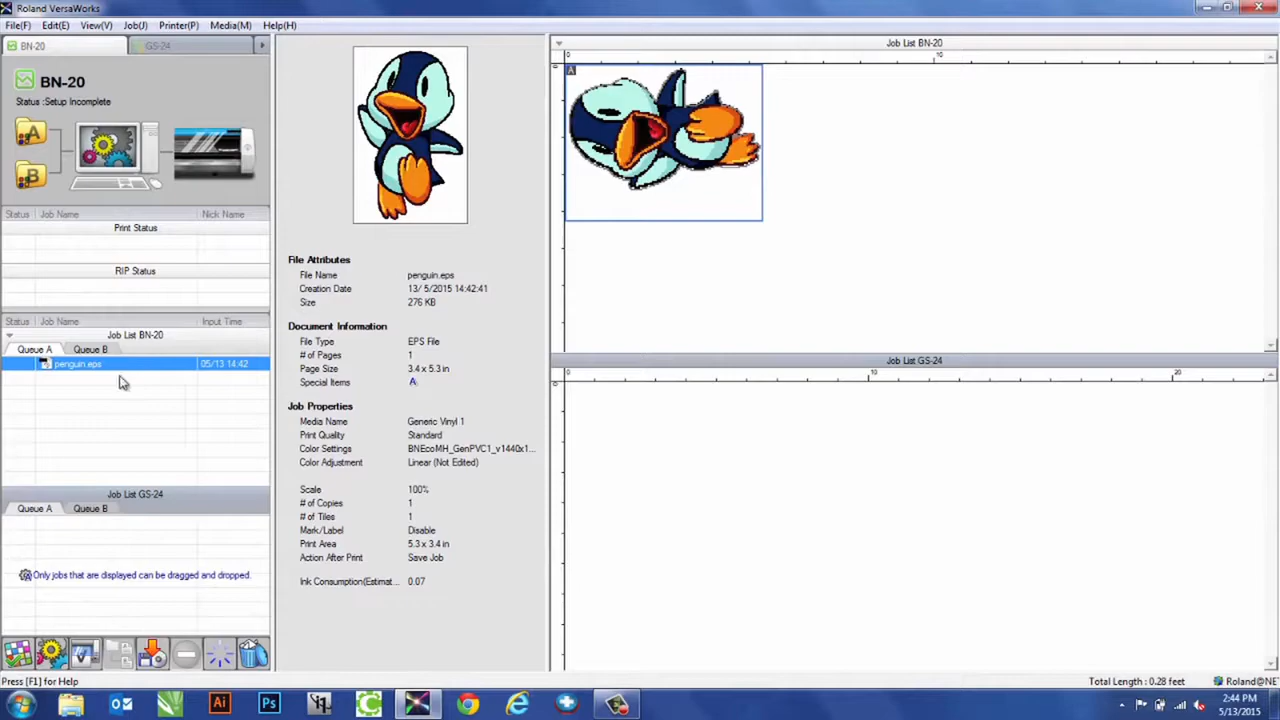 Roland VersaWorks
File(F) Edit(E) View(V) Job(J) Printer(P) Media(M) Help(H)
BN-20 GS-24
BN-20
Status :Setup Incomplete
A
B
Status Job Name Nick Name
Print Status
RIP Status
Status Job Name Input Time
Job List BN-20
Queue A Queue B
penguin.eps 05/13 14:42
Job List GS-24
Queue A Queue B
Only jobs that are displayed can be dragged and dropped.
File Attributes
File Name penguin.eps
Creation Date 13/ 5/2015 14:42:41
Size 276 KB
Document Information
File Type EPS File
# of Pages 1
Page Size 3.4 x 5.3 in
Special Items A
Job Properties
Media Name Generic Vinyl 1
Print Quality Standard
Color Settings BNEcoMH_GenPVC1_v1440x1...
Color Adjustment Linear (Not Edited)
Scale 100%
# of Copies 1
# of Tiles 1
Mark/Label Disable
Print Area 5.3 x 3.4 in
Action After Print Save Job
Ink Consumption(Estimat... 0.07
Job List BN-20
0 10
A
Job List GS-24
0 10 20
Press [F1] for Help
Total Length : 0.28 feet Roland@NE
Ai Ps
2:44 PM
5/13/2015